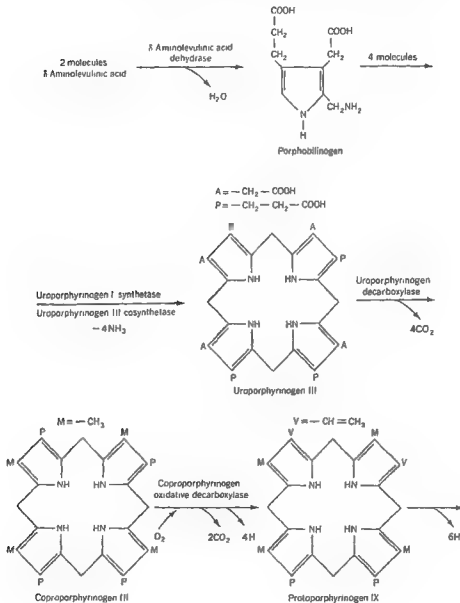 COOH
CH2 COOH
CH2 CH2
2 molecules
δ Aminolevulinic acid
δ Aminolevulinic acid
dehydrase
H2O
CH2NH2
N
H
4 molecules
Porphobilinogen
A = —CH2—COOH
P = —CH2—CH2—COOH
A
A P
NH HN
Uroporphyrinogen I synthetase
Uroporphyrinogen III cosynthetase
−4NH3
Uroporphyrinogen
decarboxylase
4CO2
NH HN
A A
P P
Uroporphyrinogen III
M = —CH3
P M
M P
NH HN
NH HN
M M
P P
Coproporphyrinogen III
Coproporphyrinogen
oxidative decarboxylase
O2 2CO2 4H
V = —CH=CH2
V M
M V
NH HN
NH HN
M M
P P
Protoporphyrinogen IX
6H